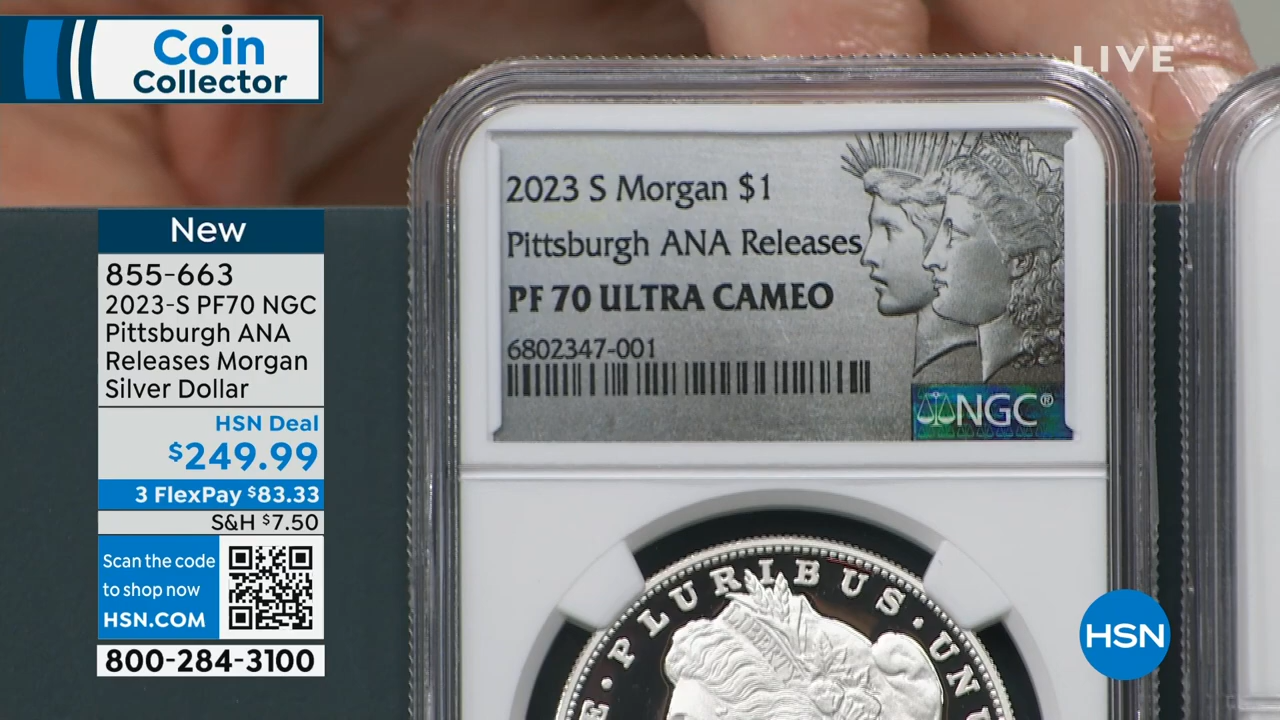 Coin
Collector
LIVE
New
855-663
2023-S PF70 NGC
Pittsburgh ANA
Releases Morgan
Silver Dollar
HSN Deal
$249.99
3 FlexPay $83.33
S&H $7.50
Scan the code
to shop now
HSN.COM
800-284-3100
2023 S Morgan $1
Pittsburgh ANA Releases
PF 70 ULTRA CAMEO
6802347-001
NGC®
E · PLURIBUS · UNU
HSN